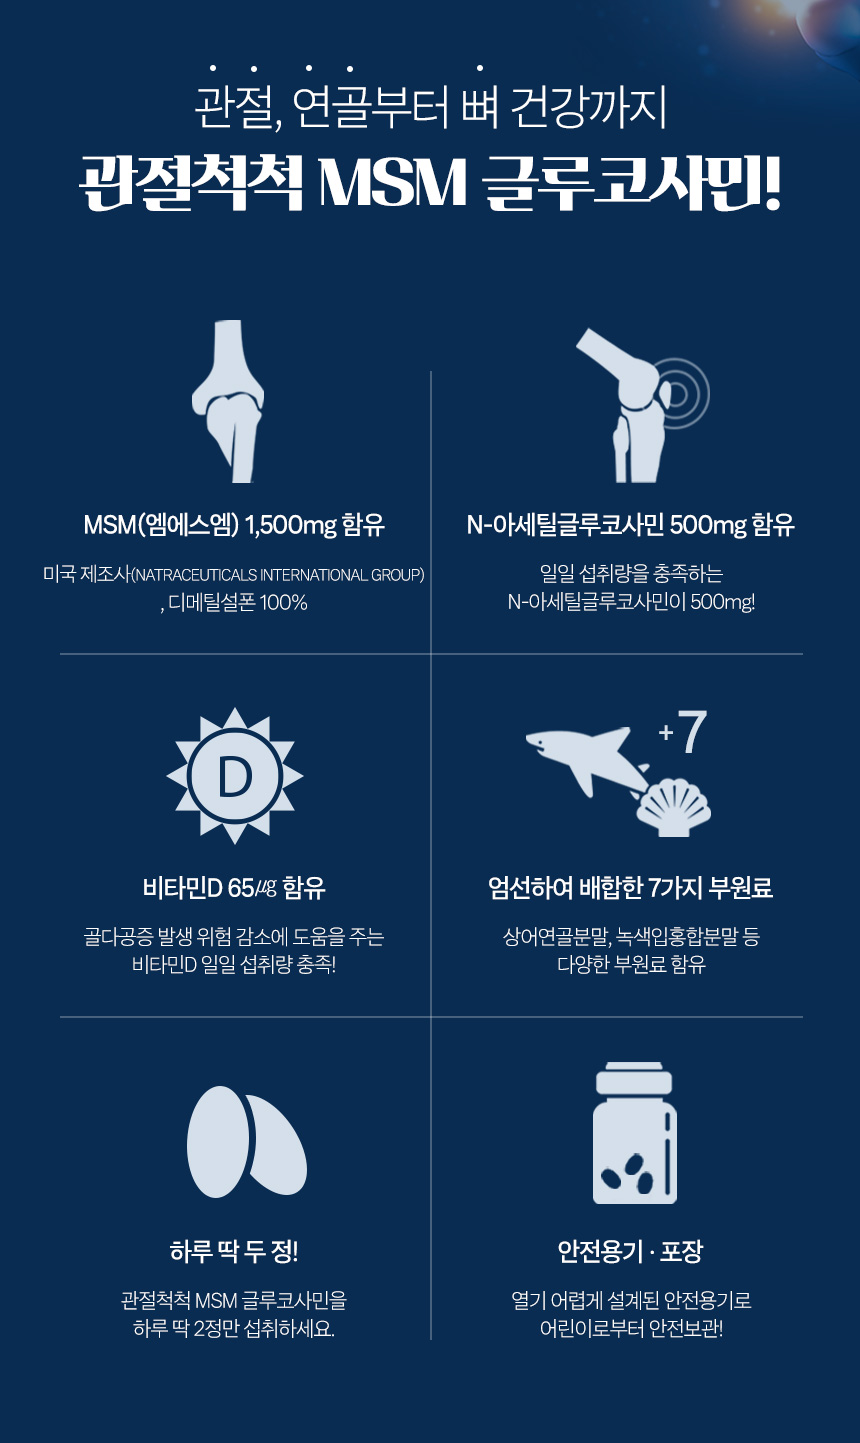 관절, 연골부터 뼈 건강까지
관절척척 MSM 글루코사민!
MSM(엠에스엠) 1,500mg 함유
미국 제조사(NATRACEUTICALS INTERNATIONAL GROUP)
, 디메틸설폰 100%
N-아세틸글루코사민 500mg 함유
일일 섭취량을 충족하는
N-아세틸글루코사민이 500mg!
D
비타민D 65㎍ 함유
골다공증 발생 위험 감소에 도움을 주는
비타민D 일일 섭취량 충족!
+7
엄선하여 배합한 7가지 부원료
상어연골분말, 녹색입홍합분말 등
다양한 부원료 함유
하루 딱 두 정!
관절척척 MSM 글루코사민을
하루 딱 2정만 섭취하세요.
안전용기 · 포장
열기 어렵게 설계된 안전용기로
어린이로부터 안전보관!